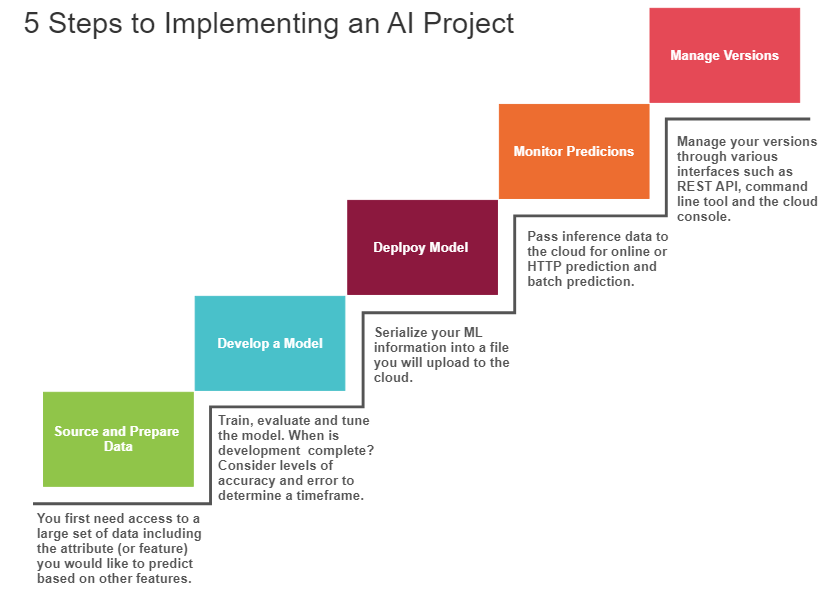 5 Steps to Implementing an AI Project
Source and Prepare
Data
You first need access to a
large set of data including
the attribute (or feature)
you would like to predict
based on other features.
Develop a Model
Train, evaluate and tune
the model. When is
development  complete?
Consider levels of
accuracy and error to
determine a timeframe.
Deplpoy Model
Serialize your ML
information into a file
you will upload to the
cloud.
Monitor Predicions
Pass inference data to
the cloud for online or
HTTP prediction and
batch prediction.
Manage Versions
Manage your versions
through various
interfaces such as
REST API, command
line tool and the cloud
console.